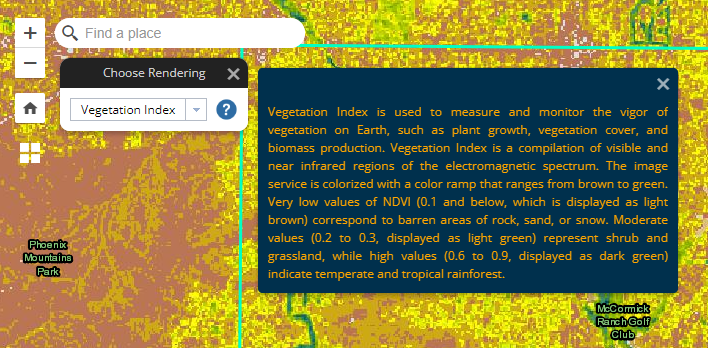 +
Find a place
−
Choose Rendering
Vegetation Index
?
Vegetation Index is used to measure and monitor the vigor of
vegetation on Earth, such as plant growth, vegetation cover, and
biomass production. Vegetation Index is a compilation of visible and
near infrared regions of the electromagnetic spectrum. The image
service is colorized with a color ramp that ranges from brown to green.
Very low values of NDVI (0.1 and below, which is displayed as light
brown) correspond to barren areas of rock, sand, or snow. Moderate
values (0.2 to 0.3, displayed as light green) represent shrub and
grassland, while high values (0.6 to 0.9, displayed as dark green)
indicate temperate and tropical rainforest.
Phoenix
Mountains
Park
McCormick
Ranch Golf
Club